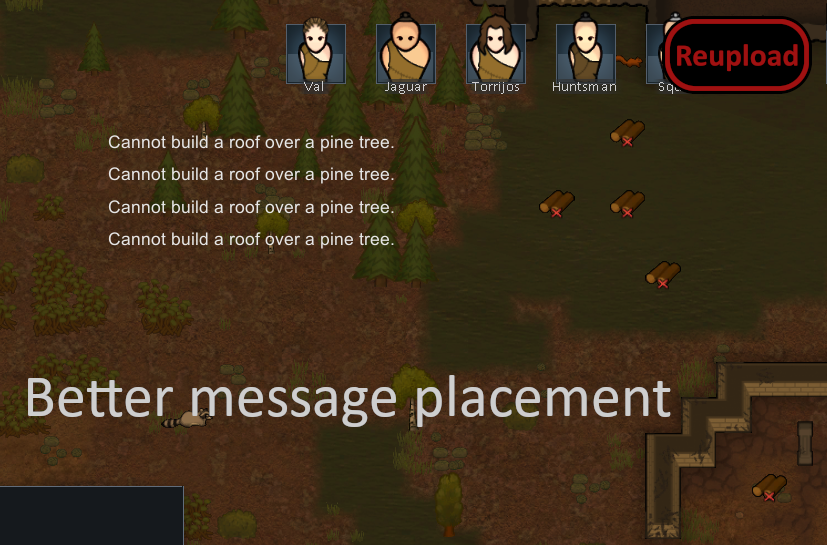 Reupload
Val
Jaguar
Torrijos
Huntsman
Cannot build a roof over a pine tree.
Cannot build a roof over a pine tree.
Cannot build a roof over a pine tree.
Cannot build a roof over a pine tree.
Better message placement